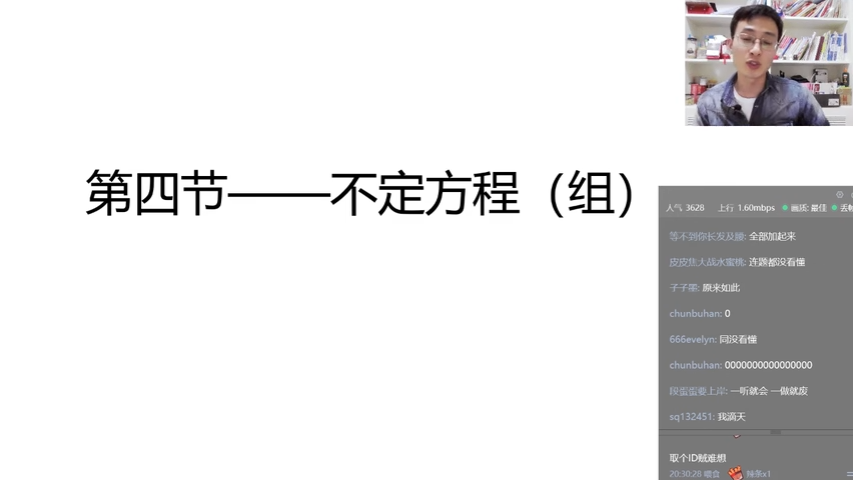 第四节——不定方程（组）
人气 3628 上行 1.60mbps 画质: 最佳 丢帧
等不到你长发及腰: 全部加起来
皮皮焦大战水蜜桃: 连题都没看懂
子子墨: 原来如此
chunbuhan: 0
666evelyn: 同没看懂
chunbuhan: 0000000000000000
段蛋蛋要上岸: 一听就会 一做就废
sq132451: 我滴天
取个ID贼难想
20:30:28 喂食 辣条x1